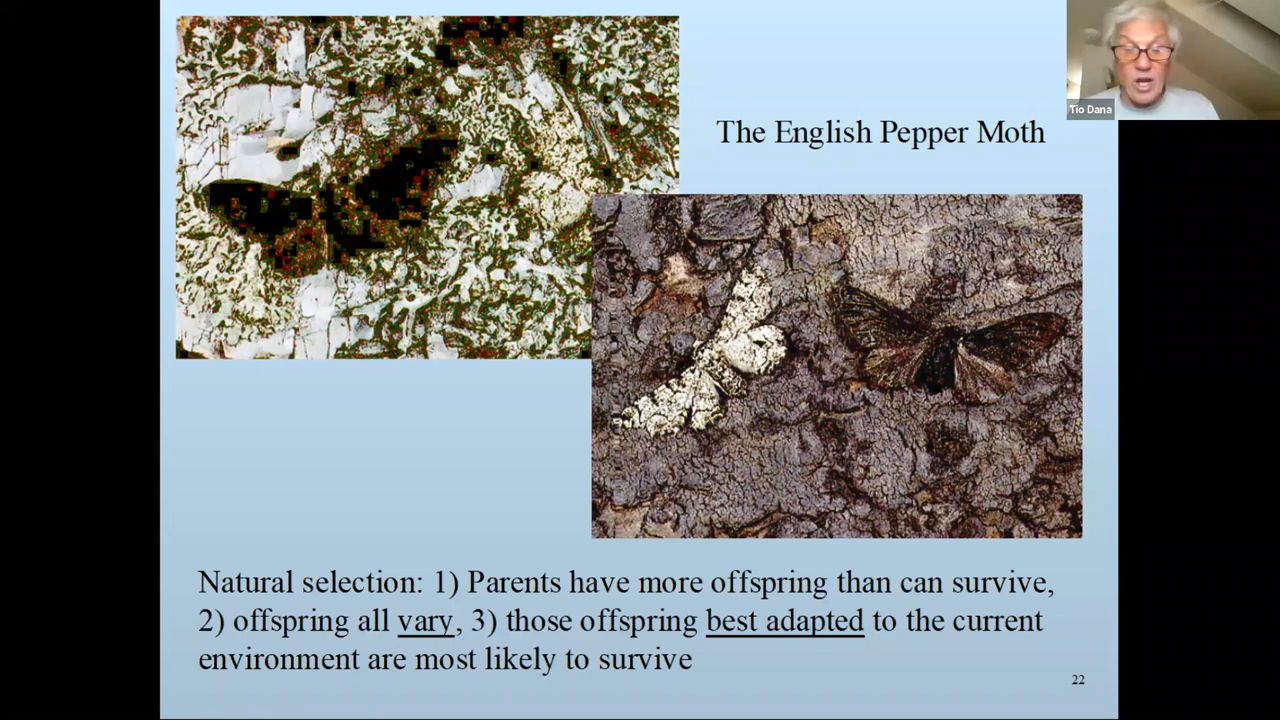 Tío Dana
The English Pepper Moth
Natural selection: 1) Parents have more offspring than can survive,
2) offspring all vary, 3) those offspring best adapted to the current
environment are most likely to survive
22